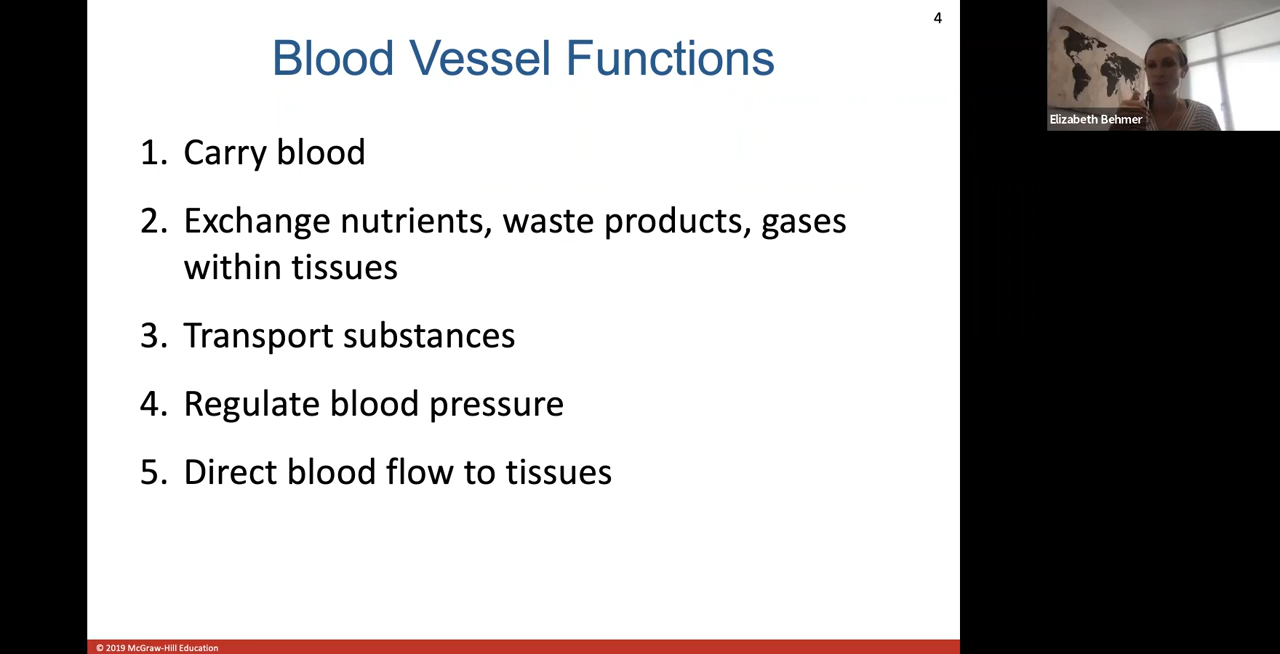 4
Blood Vessel Functions
1. Carry blood
2. Exchange nutrients, waste products, gases
within tissues
3. Transport substances
4. Regulate blood pressure
5. Direct blood flow to tissues
© 2019 McGraw-Hill Education
Elizabeth Behmer